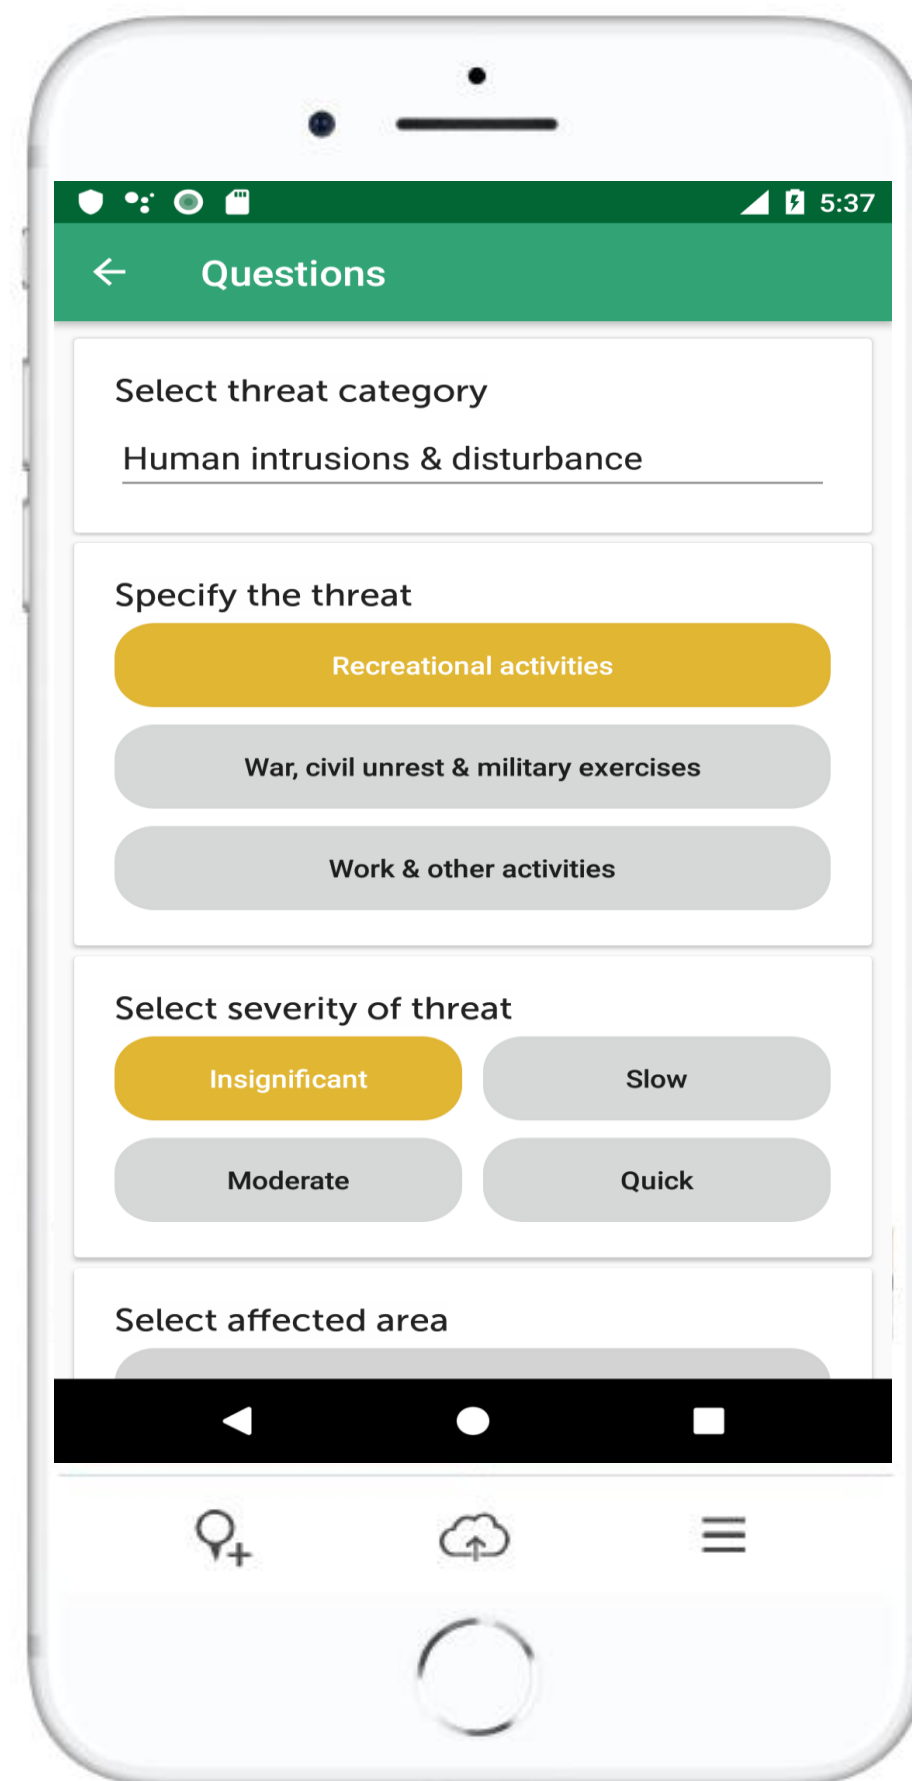 5:37
Questions
Select threat category
Human intrusions & disturbance
Specify the threat
Recreational activities
War, civil unrest & military exercises
Work & other activities
Select severity of threat
Insignificant
Slow
Moderate
Quick
Select affected area